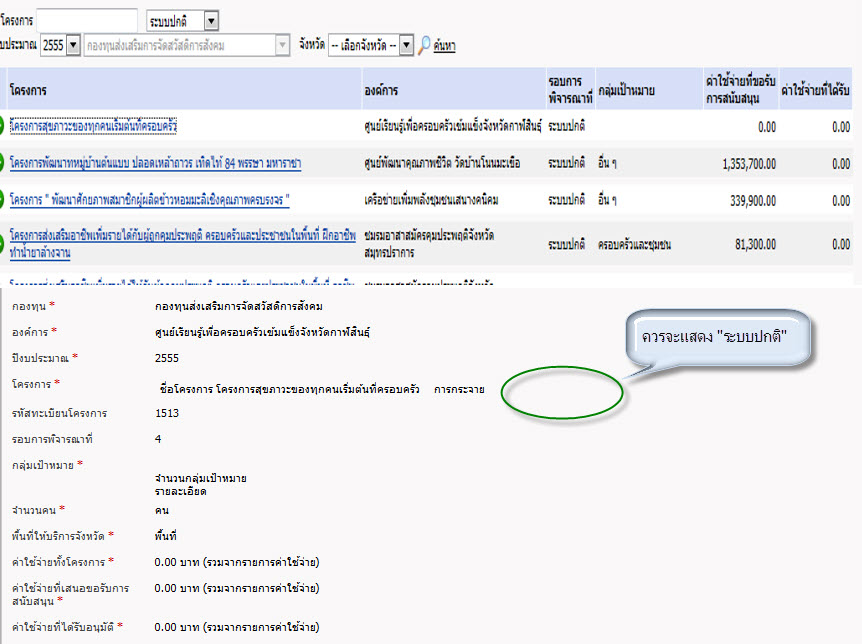 โครงการ ระบบปกติ
บประมาณ 2555 กองทุนส่งเสริมการจัดสวัสดิการสังคม จังหวัด -- เลือกจังหวัด -- ค้นหา
โครงการ องค์การ รอบการพิจารณาที่ กลุ่มเป้าหมาย ค่าใช้จ่ายที่ขอรับการสนับสนุน ค่าใช้จ่ายที่ได้รับ
โครงการสุขภาวะของทุกคนเริ่มต้นที่ครอบครัว ศูนย์เรียนรู้เพื่อครอบครัวเข้มแข็งจังหวัดกาฬสินธุ์ ระบบปกติ 0.00 0.00
โครงการพัฒนาทหมู่บ้านต้นแบบ ปลอดเหล้าถาวร เทิดไท้ 84 พรรษา มหาราชา ศูนย์พัฒนาคุณภาพชีวิต วัดบ้านโนนมะเขือ ระบบปกติ อื่น ๆ 1,353,700.00 0.00
โครงการ " พัฒนาศักยภาพสมาชิกผู้ผลิตข้าวหอมมะลิเชิงคุณภาพครบรงจร " เครือข่ายเพิ่มพลังชุมชนเสนางคนิคม ระบบปกติ อื่น ๆ 339,900.00 0.00
โครงการส่งเสริมอาชีพเพิ่มรายได้กับผู้ถูกคุมประพฤติ ครอบครัวและประชาชนในพื้นที่ ฝึกอาชีพ
ทำน้ำยาล้างจาน ชมรมอาสาสมัครคุมประพฤติจังหวัด
สมุทรปราการ ระบบปกติ ครอบครัวและชุมชน 81,300.00 0.00
กองทุน * กองทุนส่งเสริมการจัดสวัสดิการสังคม
องค์การ * ศูนย์เรียนรู้เพื่อครอบครัวเข้มแข็งจังหวัดกาฬสินธุ์
ปีงบประมาณ * 2555
โครงการ * ชื่อโครงการ โครงการสุขภาวะของทุกคนเริ่มต้นที่ครอบครัว การกระจาย
ควรจะแสดง "ระบบปกติ"
รหัสทะเบียนโครงการ 1513
รอบการพิจารณาที่ 4
กลุ่มเป้าหมาย *
จำนวนกลุ่มเป้าหมาย
รายละเอียด
จำนวนคน * คน
พื้นที่ให้บริการจังหวัด * พื้นที่
ค่าใช้จ่ายทั้งโครงการ * 0.00 บาท (รวมจากรายการค่าใช้จ่าย)
ค่าใช้จ่ายที่เสนอขอรับการ 0.00 บาท (รวมจากรายการค่าใช้จ่าย)
สนับสนุน *
ค่าใช้จ่ายที่ได้รับอนุมัติ * 0.00 บาท (รวมจากรายการค่าใช้จ่าย)